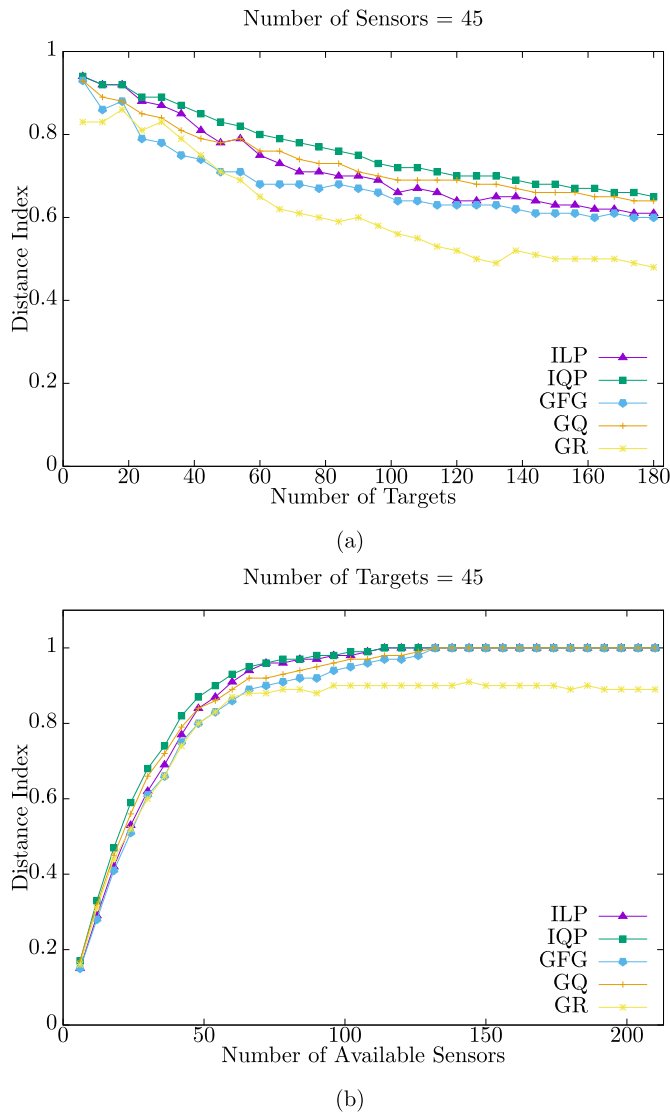 Number of Sensors = 45
1
0.8
0.6
0.4
0.2
0
Distance Index
ILP
IQP
GFG
GQ
GR
0 20 40 60 80 100 120 140 160 180
Number of Targets
(a)
Number of Targets = 45
1
0.8
0.6
0.4
0.2
0
Distance Index
ILP
IQP
GFG
GQ
GR
0 50 100 150 200
Number of Available Sensors
(b)